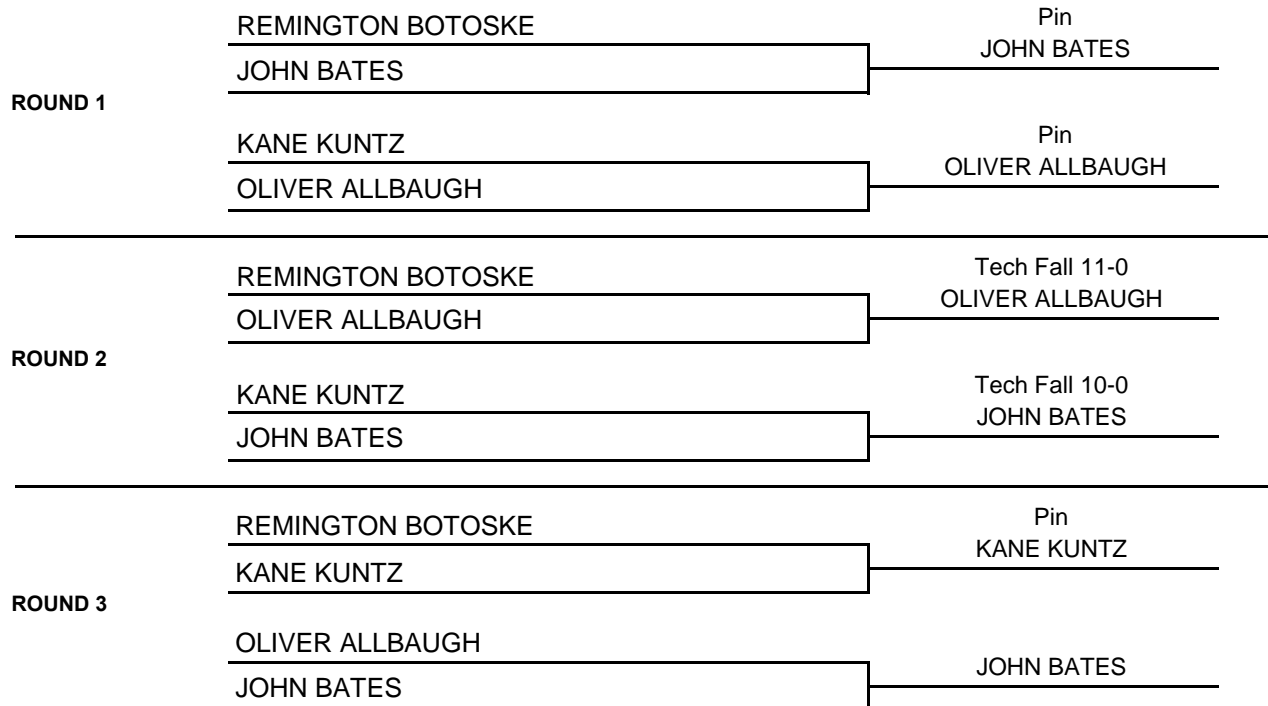 REMINGTON BOTOSKE
Pin
JOHN BATES
JOHN BATES
ROUND 1
KANE KUNTZ
Pin
OLIVER ALLBAUGH
OLIVER ALLBAUGH
REMINGTON BOTOSKE
Tech Fall 11-0
OLIVER ALLBAUGH
OLIVER ALLBAUGH
ROUND 2
KANE KUNTZ
Tech Fall 10-0
JOHN BATES
JOHN BATES
REMINGTON BOTOSKE
Pin
KANE KUNTZ
KANE KUNTZ
ROUND 3
OLIVER ALLBAUGH
JOHN BATES
JOHN BATES